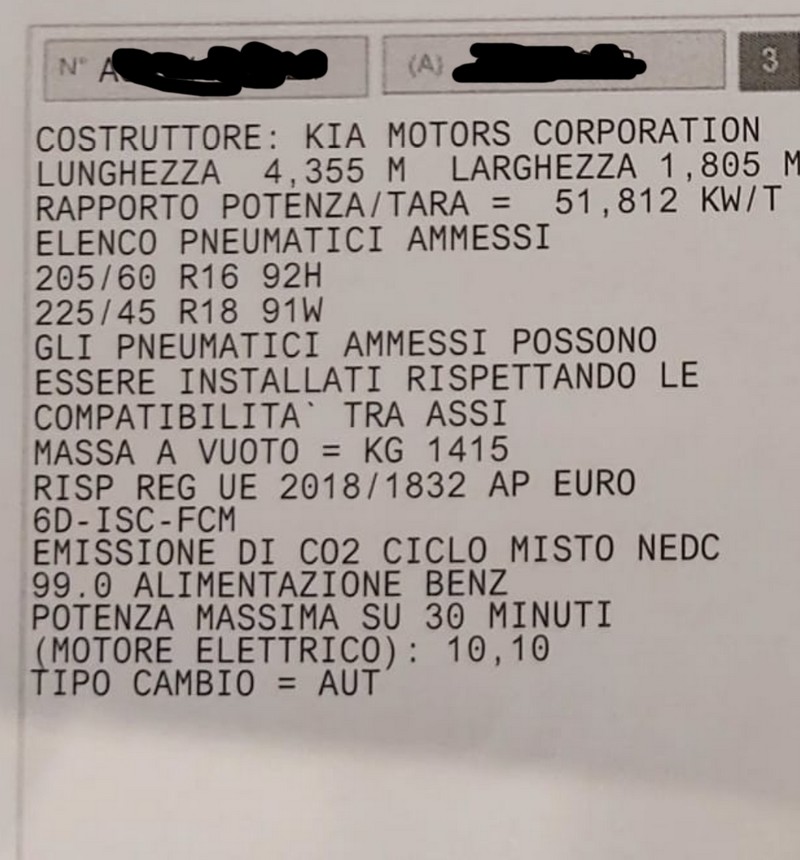 N° A
(A)
3
COSTRUTTORE: KIA MOTORS CORPORATION
LUNGHEZZA 4,355 M LARGHEZZA 1,805 M
RAPPORTO POTENZA/TARA = 51,812 KW/T
ELENCO PNEUMATICI AMMESSI
205/60 R16 92H
225/45 R18 91W
GLI PNEUMATICI AMMESSI POSSONO
ESSERE INSTALLATI RISPETTANDO LE
COMPATIBILITA` TRA ASSI
MASSA A VUOTO = KG 1415
RISP REG UE 2018/1832 AP EURO
6D-ISC-FCM
EMISSIONE DI CO2 CICLO MISTO NEDC
99.0 ALIMENTAZIONE BENZ
POTENZA MASSIMA SU 30 MINUTI
(MOTORE ELETTRICO): 10,10
TIPO CAMBIO = AUT